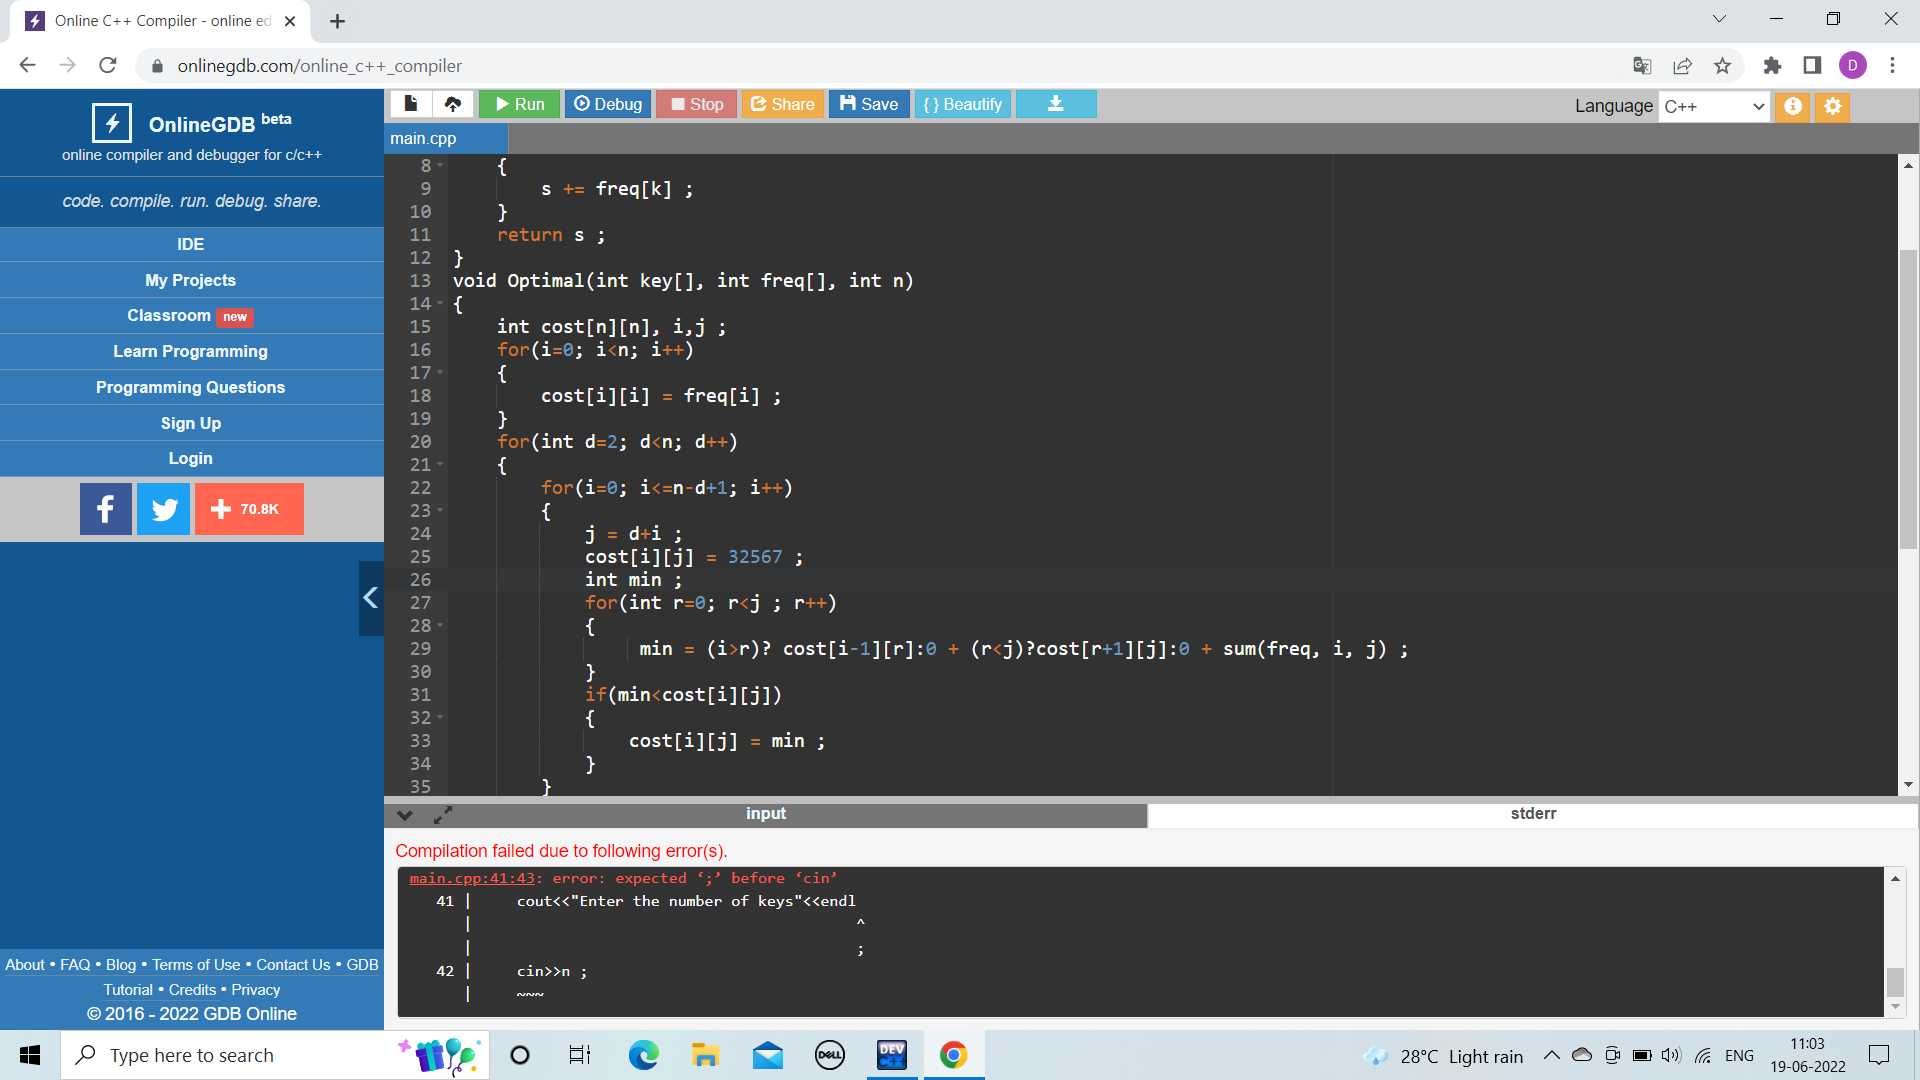 Online C++ Compiler - online ed
onlinegdb.com/online_c++_compiler
D
OnlineGDB beta
online compiler and debugger for c/c++
code. compile. run. debug. share.
IDE
My Projects
Classroom new
Learn Programming
Programming Questions
Sign Up
Login
70.8K
About • FAQ • Blog • Terms of Use • Contact Us • GDB
Tutorial • Credits • Privacy
© 2016 - 2022 GDB Online
Run Debug Stop Share Save {} Beautify
Language C++
main.cpp
8 {
9 s += freq[k] ;
10 }
11 return s ;
12 }
13 void Optimal(int key[], int freq[], int n)
14 {
15 int cost[n][n], i,j ;
16 for(i=0; i<n; i++)
17 {
18 cost[i][i] = freq[i] ;
19 }
20 for(int d=2; d<n; d++)
21 {
22 for(i=0; i<=n-d+1; i++)
23 {
24 j = d+i ;
25 cost[i][j] = 32567 ;
26 int min ;
27 for(int r=0; r<j ; r++)
28 {
29 min = (i>r)? cost[i-1][r]:0 + (r<j)?cost[r+1][j]:0 + sum(freq, i, j) ;
30 }
31 if(min<cost[i][j])
32 {
33 cost[i][j] = min ;
34 }
35 }
input
stderr
Compilation failed due to following error(s).
main.cpp:41:43: error: expected ‘;’ before ‘cin’
41 | cout<<"Enter the number of keys"<<endl
| ^
| ;
42 | cin>>n ;
| ~~~
Type here to search
DELL
DEV C++
28°C Light rain
ENG
11:03
19-06-2022